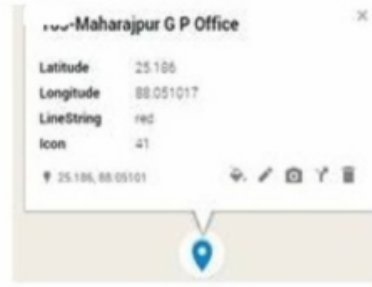 -Maharajpur G P Office
Latitude 25.186
Longitude 88.051017
LineString red
Icon 41
25.186, 88.05101